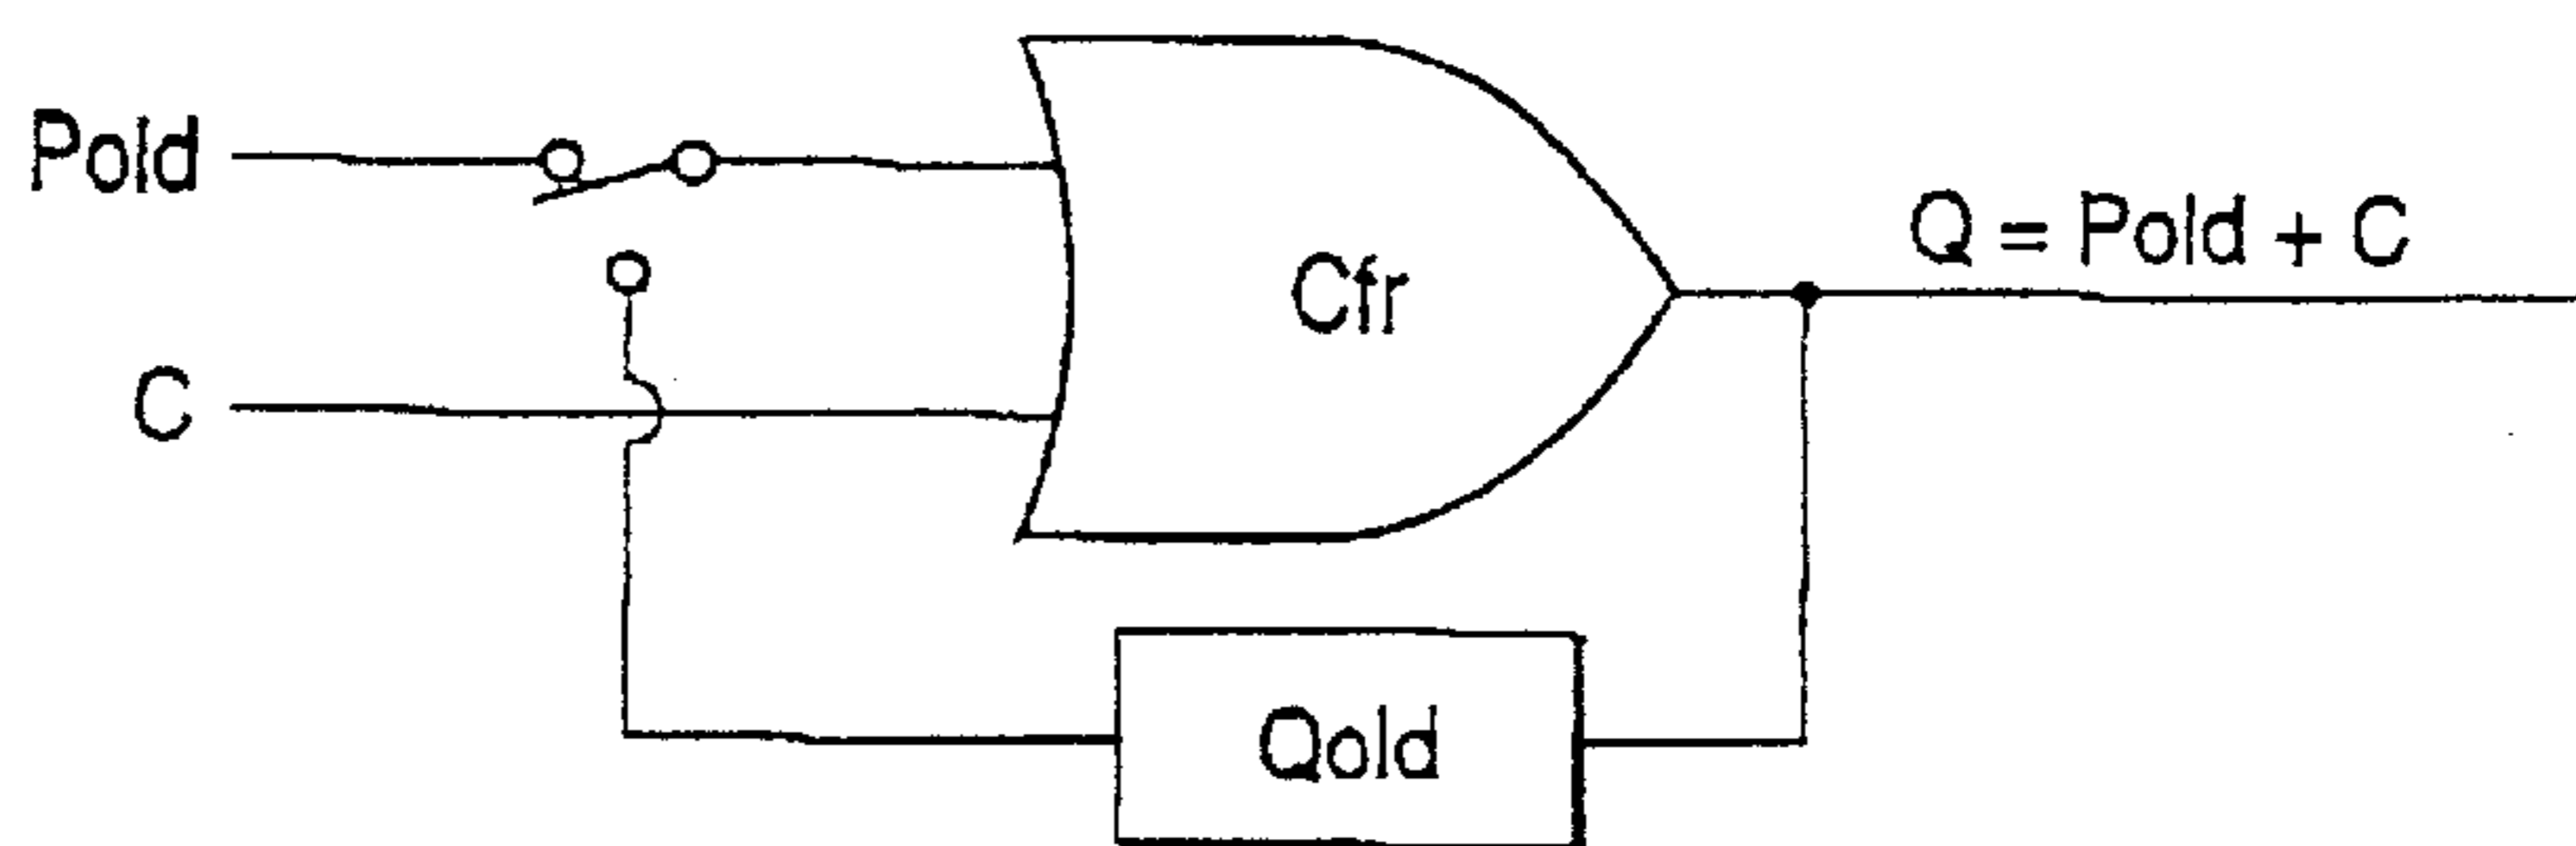 Pold
Cfr
Q = Pold + C
C
Qold